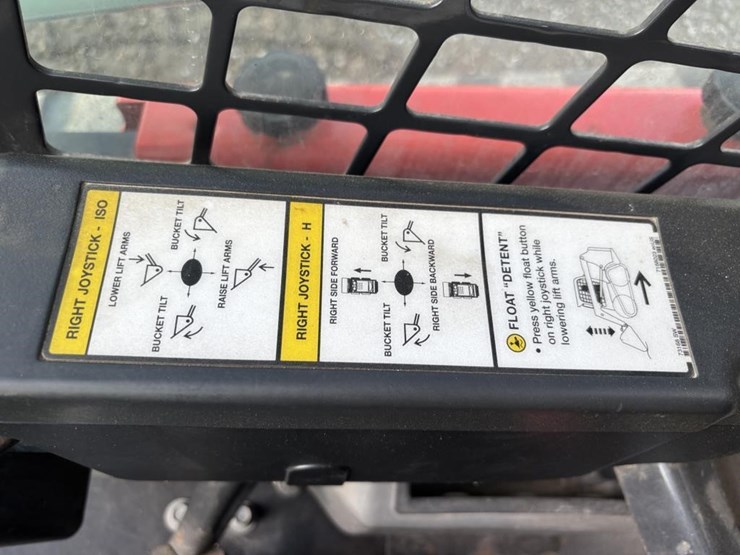 RIGHT JOYSTICK - ISO
LOWER LIFT ARMS
BUCKET TILT
BUCKET TILT
RAISE LIFT ARMS
RIGHT JOYSTICK - H
RIGHT SIDE FORWARD
BUCKET TILT
BUCKET TILT
RIGHT SIDE BACKWARD
FLOAT "DETENT"
• Press yellow float button
on right joystick while
lowering lift arms.